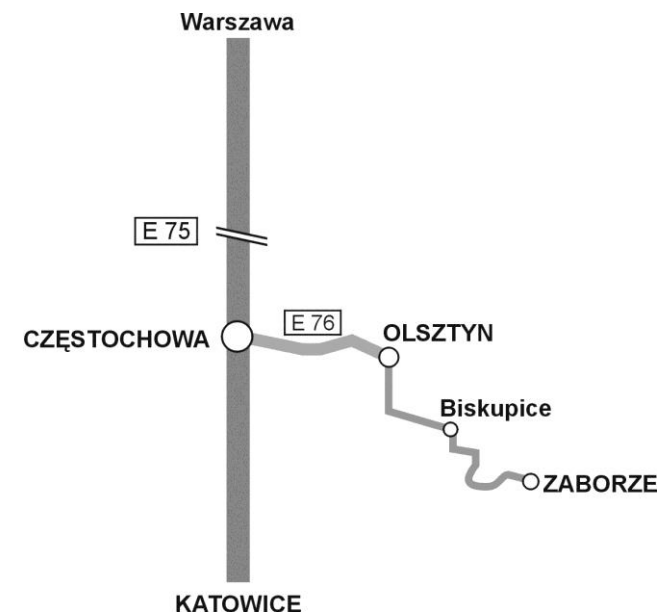 Warszawa
E 75
E 76
CZĘSTOCHOWA
OLSZTYN
Biskupice
ZABORZE
KATOWICE